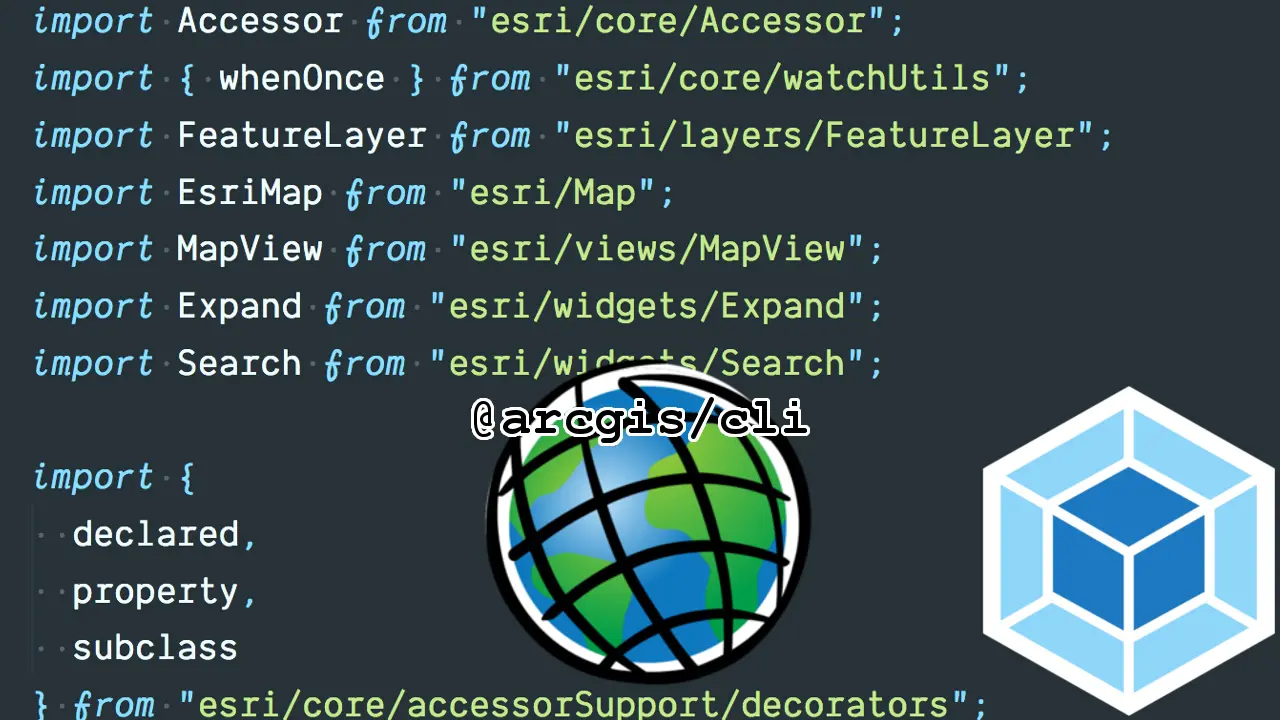 import Accessor from "esri/core/Accessor";
import { whenOnce } from "esri/core/watchUtils";
import FeatureLayer from "esri/layers/FeatureLayer";
import EsriMap from "esri/Map";
import MapView from "esri/views/MapView";
import Expand from "esri/widgets/Expand";
import Search from "esri/widgets/Search";
@arcgis/cli
import {
declared,
property,
subclass
} from "esri/core/accessorSupport/decorators";